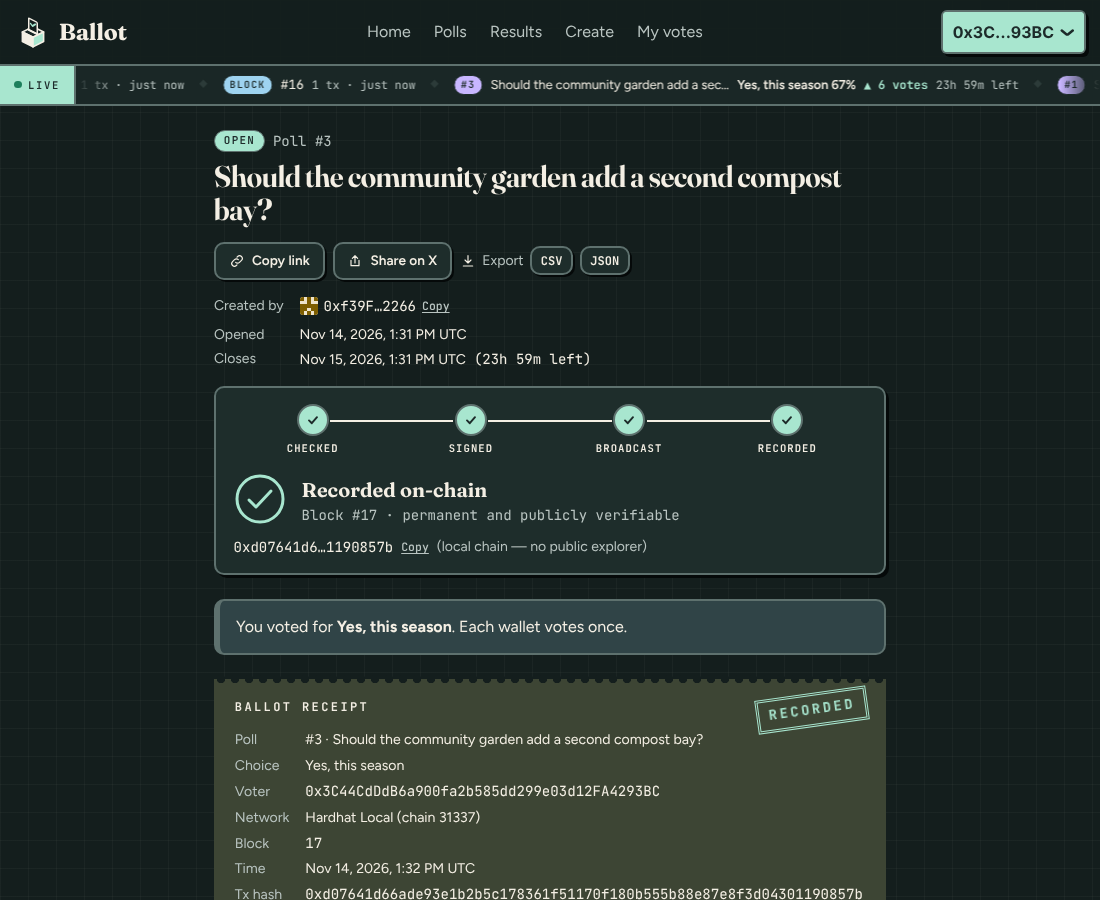 Ballot
Home Polls Results Create My votes
0x3C…93BC
LIVE
1 tx · just now
BLOCK #16 1 tx · just now
#3 Should the community garden add a sec… Yes, this season 67% ▲ 6 votes 23h 59m left
#1
OPEN Poll #3
Should the community garden add a second compost
bay?
Copy link Share on X Export CSV JSON
Created by 0xf39F…2266 Copy
Opened Nov 14, 2026, 1:31 PM UTC
Closes Nov 15, 2026, 1:31 PM UTC (23h 59m left)
CHECKED SIGNED BROADCAST RECORDED
Recorded on-chain
Block #17 · permanent and publicly verifiable
0xd07641d6…1190857b Copy (local chain — no public explorer)
You voted for Yes, this season. Each wallet votes once.
BALLOT RECEIPT
RECORDED
Poll #3 · Should the community garden add a second compost bay?
Choice Yes, this season
Voter 0x3C44CdDdB6a900fa2b585dd299e03d12FA4293BC
Network Hardhat Local (chain 31337)
Block 17
Time Nov 14, 2026, 1:32 PM UTC
Tx hash 0xd07641d66ade93e1b2b5c178361f51170f180b555b88e87e8f3d04301190857b